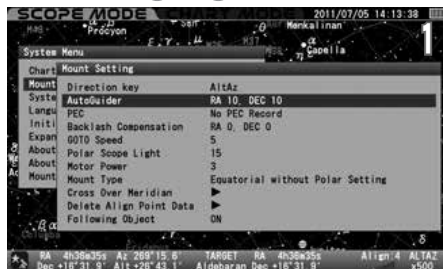 SCOPE MODE CHART MODE 2011/07/05 14:13:38
Procyon Menkalinan
Capella
1
System Menu
Chart
Mount
Syste
Langu
Initi
Expan
About
About
Mount
Mount Setting
Direction key AltAz
AutoGuider RA 10, DEC 10
PEC No PEC Record
Backlash Compensation RA 0, DEC 0
GOTO Speed 5
Polar Scope Light 15
Motor Power 3
Mount Type Equatorial without Polar Setting
Cross Over Meridian ▶
Delete Align Point Data ▶
Following Object ON
RA 4h36m35s Az 269°15.6' TARGET RA 4h36m35s Align:4 ALTAZ
Dec +16°31.9' Alt +26°43.1' Aldebaran Dec +16°31.9' x500